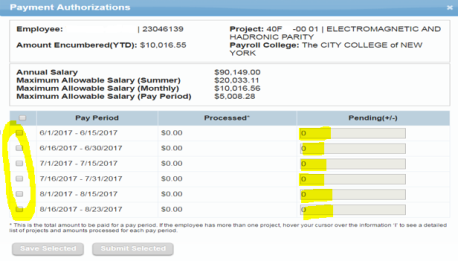 Payment Authorizations
Employee: | 23046139
Amount Encumbered(YTD): $10,016.55
Project: 40F -00 01 | ELECTROMAGNETIC AND
HADRONIC PARITY
Payroll College: The CITY COLLEGE of NEW
YORK
Annual Salary $90,149.00
Maximum Allowable Salary (Summer) $20,033.11
Maximum Allowable Salary (Monthly) $10,016.56
Maximum Allowable Salary (Pay Period) $5,008.28
Pay Period Processed* Pending(+/-)
6/1/2017 - 6/15/2017 $0.00 0
6/16/2017 - 6/30/2017 $0.00 0
7/1/2017 - 7/15/2017 $0.00 0
7/16/2017 - 7/31/2017 $0.00 0
8/1/2017 - 8/15/2017 $0.00 0
8/16/2017 - 8/23/2017 $0.00 0
* This is the total amount to be paid for a pay period. If the employee has more than one project, hover your cursor over the information 'i' to see a detailed
list of projects and amounts processed for each pay period.
Save Selected Submit Selected